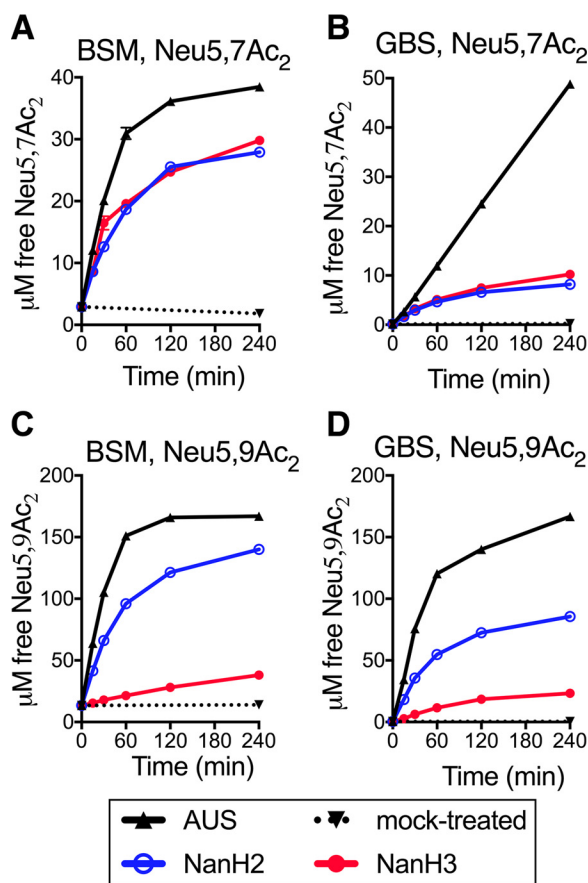 A
BSM, Neu5,7Ac2
µM free Neu5,7Ac2
40
30
20
10
0
0 60 120 180 240
Time (min)
B
GBS, Neu5,7Ac2
µM free Neu5,7Ac2
50
40
30
20
10
0
0 60 120 180 240
Time (min)
C
BSM, Neu5,9Ac2
µM free Neu5,9Ac2
200
150
100
50
0
0 60 120 180 240
Time (min)
D
GBS, Neu5,9Ac2
µM free Neu5,9Ac2
200
150
100
50
0
0 60 120 180 240
Time (min)
AUS
mock-treated
NanH2
NanH3